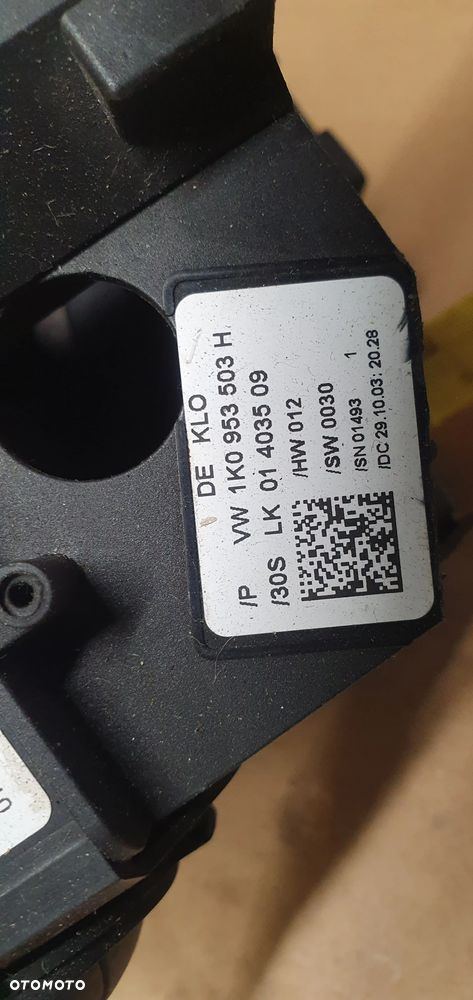 DE KLO
/P VW 1K0 953 503 H
/30S LK 01 4035 09
/HW 012
/SW 0030
/SN 01493 1
/DC 29.10.03: 20.28
OTOMOTO